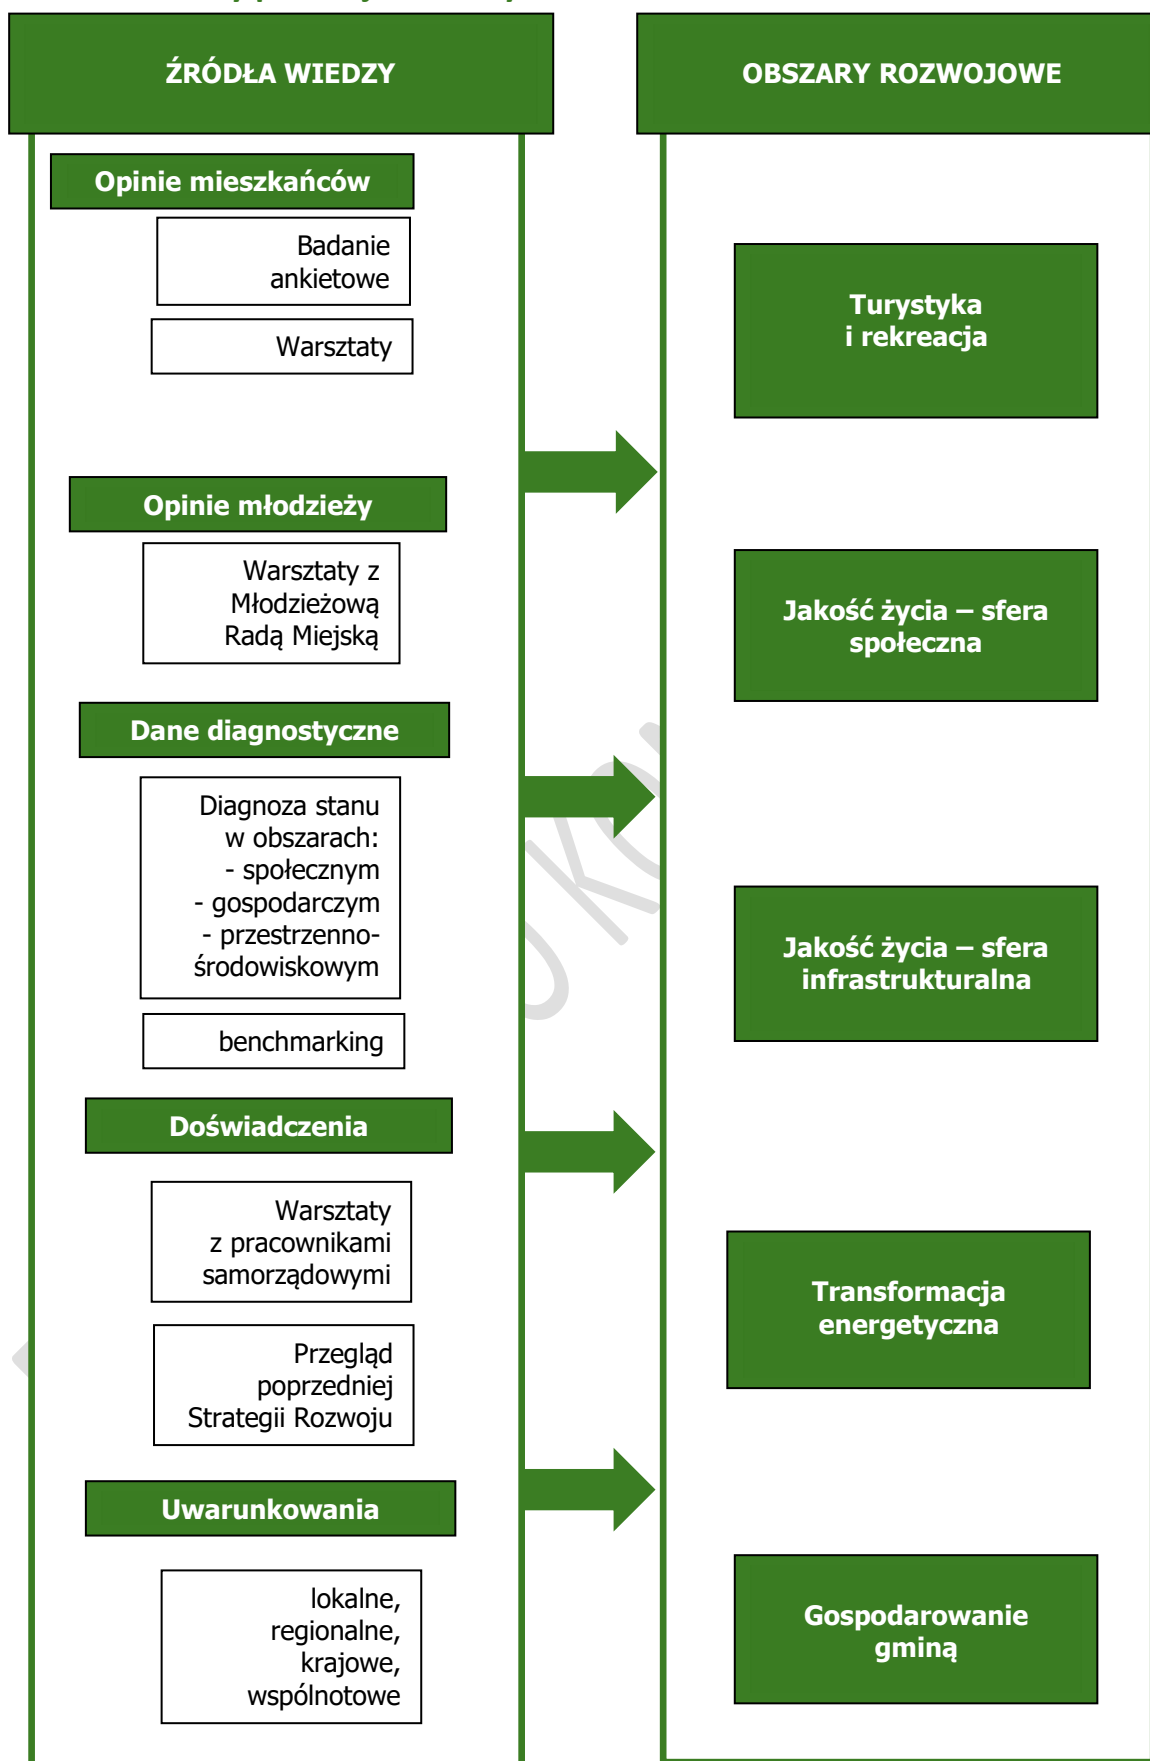 ŹRÓDŁA WIEDZY
Opinie mieszkańców
Badanie
ankietowe
Warsztaty
Opinie młodzieży
Warsztaty z
Młodzieżową
Radą Miejską
Dane diagnostyczne
Diagnoza stanu
w obszarach:
- społecznym
- gospodarczym
- przestrzenno-
środowiskowym
benchmarking
Doświadczenia
Warsztaty
z pracownikami
samorządowymi
Przegląd
poprzedniej
Strategii Rozwoju
Uwarunkowania
lokalne,
regionalne,
krajowe,
wspólnotowe
OBSZARY ROZWOJOWE
Turystyka
i rekreacja
Jakość życia – sfera
społeczna
Jakość życia – sfera
infrastrukturalna
Transformacja
energetyczna
Gospodarowanie
gminą